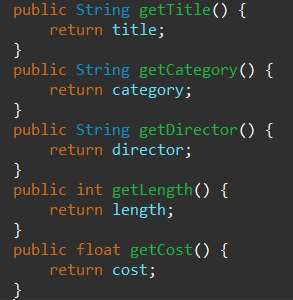 public String getTitle() {
    return title;
}
public String getCategory() {
    return category;
}
public String getDirector() {
    return director;
}
public int getLength() {
    return length;
}
public float getCost() {
    return cost;
}